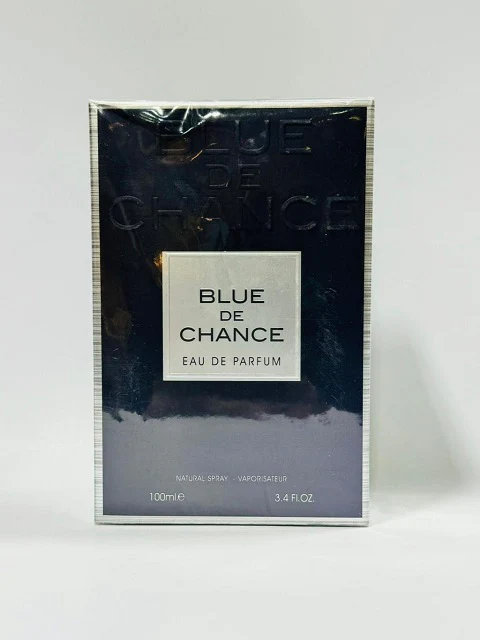 BLUE
DE
CHANCE
BLUE
DE
CHANCE
EAU DE PARFUM
NATURAL SPRAY - VAPORISATEUR
100ml.e 3.4 Fl.OZ.